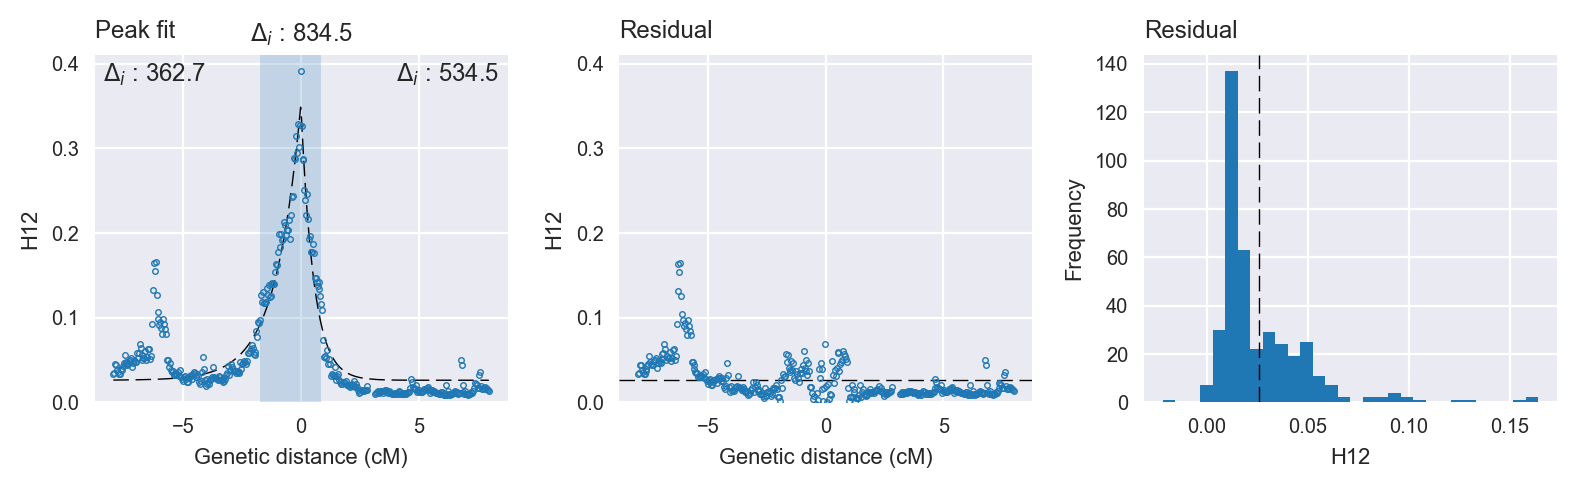 Peak fit
Δi : 834.5
Δi : 362.7
Δi : 534.5
0.4
0.3
0.2
0.1
0.0
H12
−5
0
5
Genetic distance (cM)
Residual
0.4
0.3
0.2
0.1
0.0
H12
−5
0
5
Genetic distance (cM)
Residual
140
120
100
80
60
40
20
0
Frequency
0.00
0.05
0.10
0.15
H12